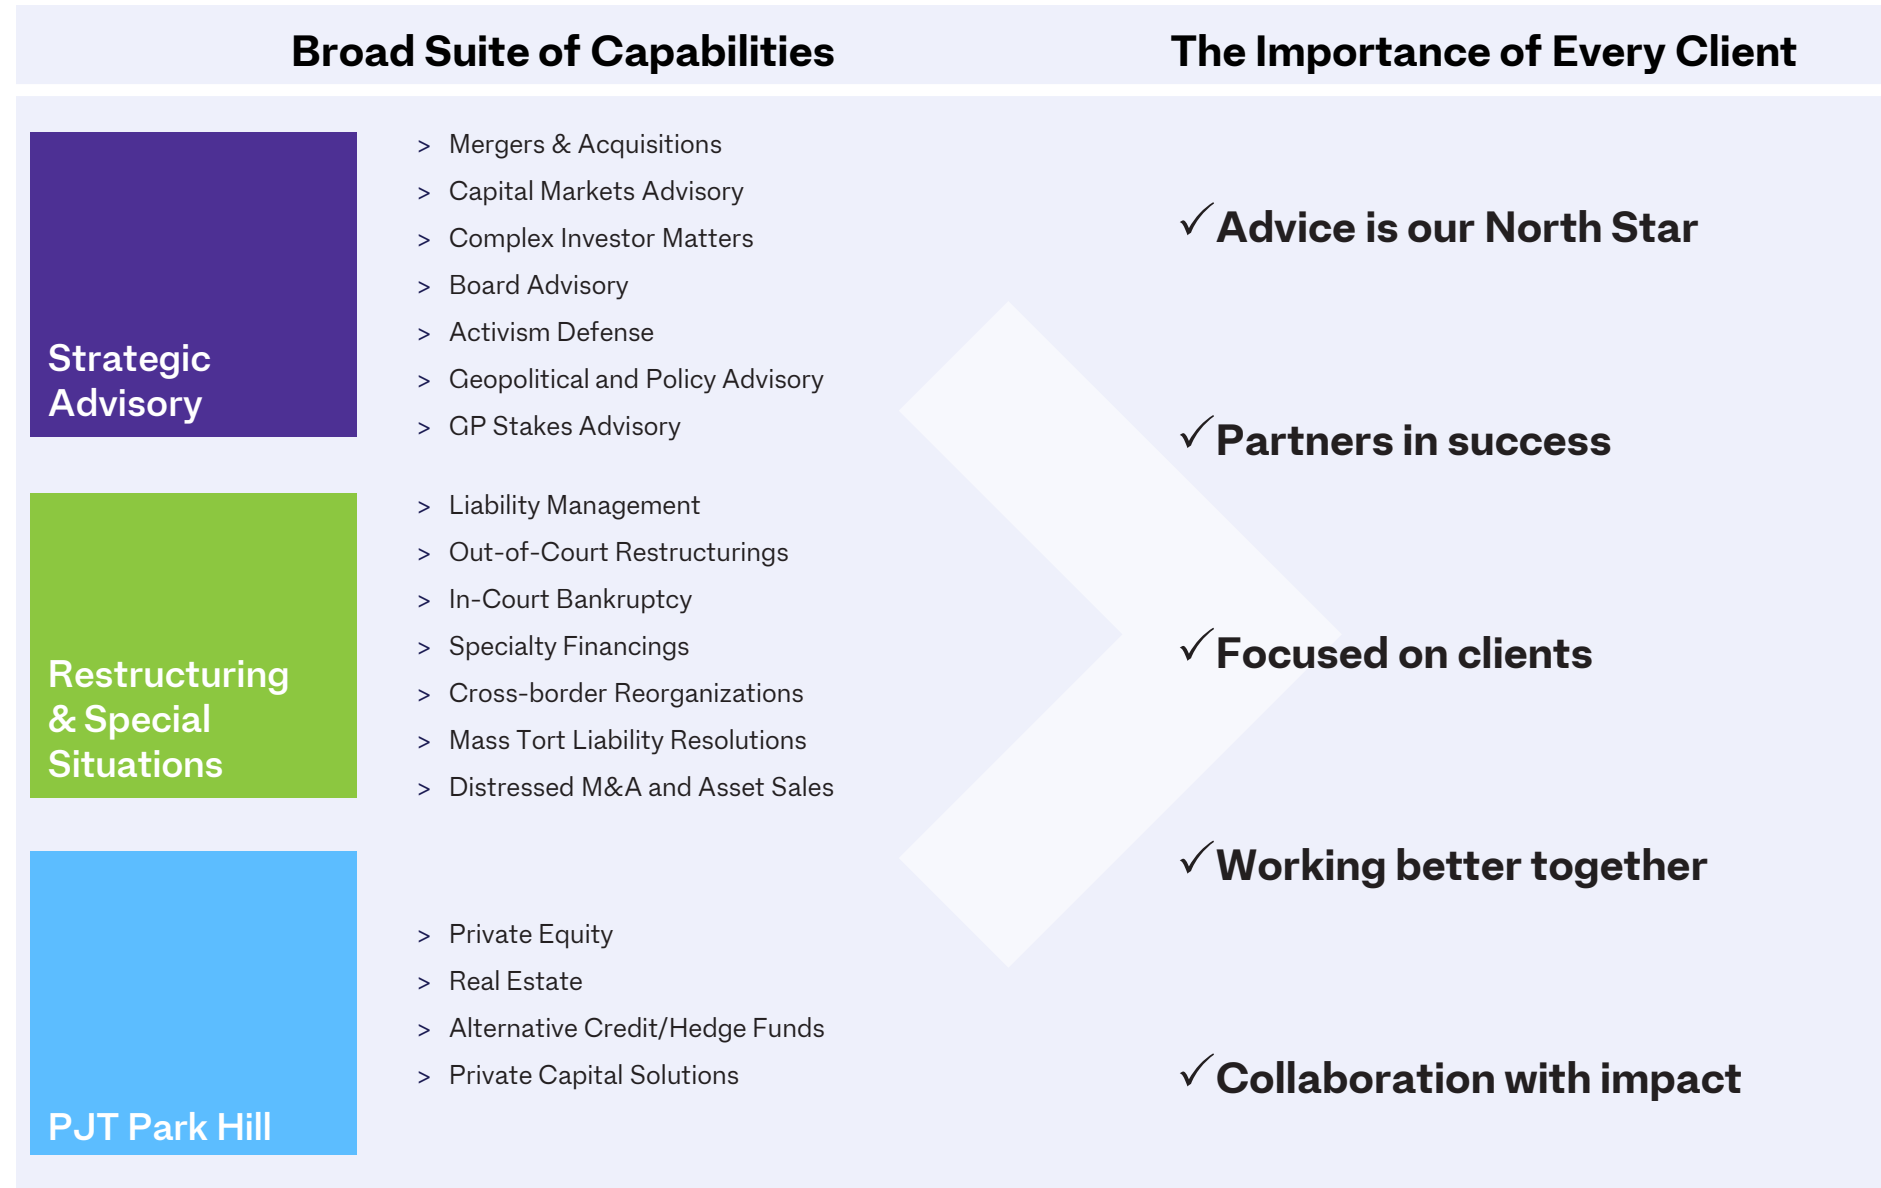 Broad Suite of Capabilities
The Importance of Every Client
Strategic
Advisory
> Mergers & Acquisitions
> Capital Markets Advisory
> Complex Investor Matters
> Board Advisory
> Activism Defense
> Geopolitical and Policy Advisory
> GP Stakes Advisory
Restructuring
& Special
Situations
> Liability Management
> Out-of-Court Restructurings
> In-Court Bankruptcy
> Specialty Financings
> Cross-border Reorganizations
> Mass Tort Liability Resolutions
> Distressed M&A and Asset Sales
PJT Park Hill
> Private Equity
> Real Estate
> Alternative Credit/Hedge Funds
> Private Capital Solutions
✓Advice is our North Star
✓Partners in success
✓Focused on clients
✓Working better together
✓Collaboration with impact